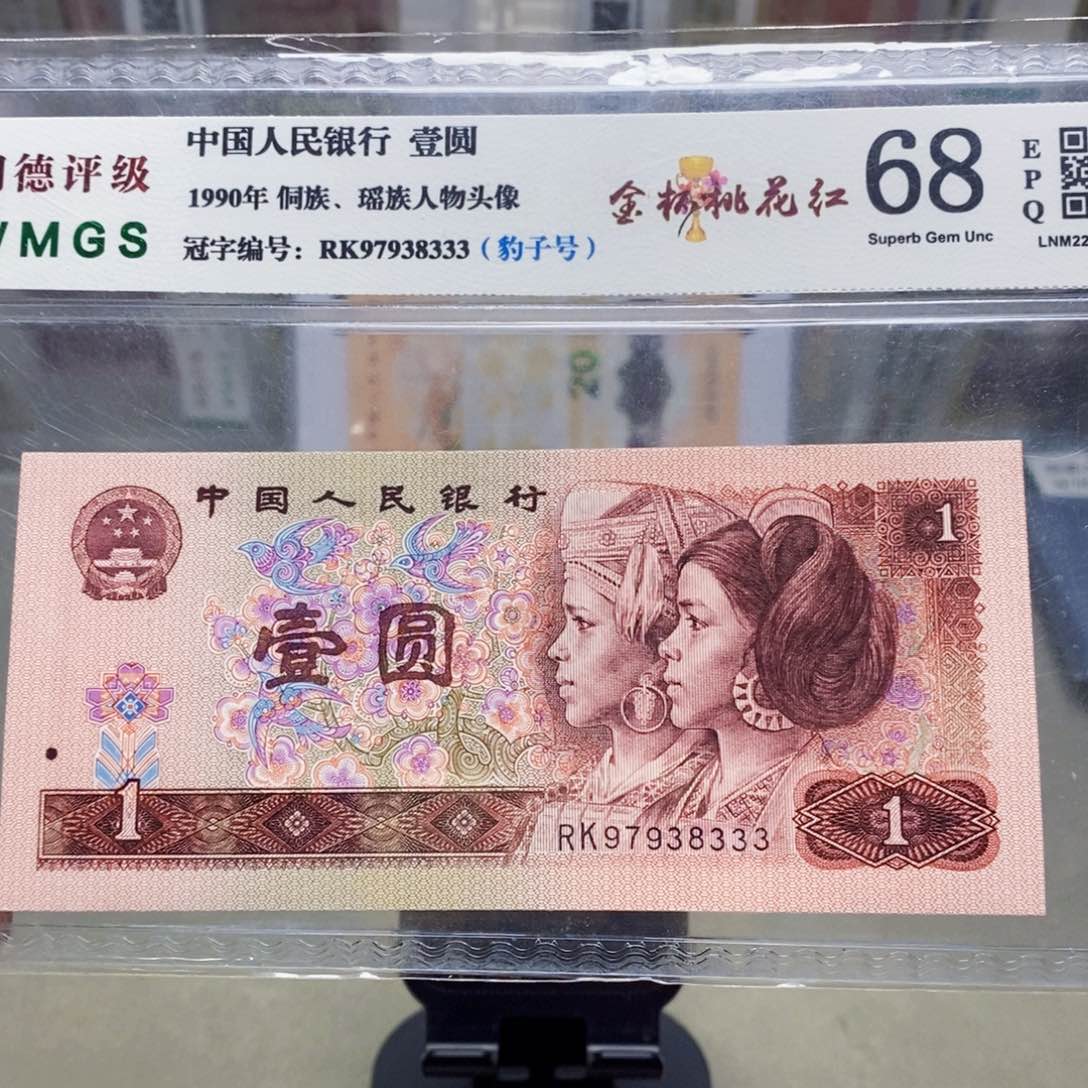 中国人民银行 壹圆
德评级
1990年 侗族、瑶族人物头像
MGS
冠字编号：RK97938333（豹子号）
金杯桃花红
68
Superb Gem Unc
EPQ
LNM22
20
中国人民银行
1
壹圆
1
1
RK97938333